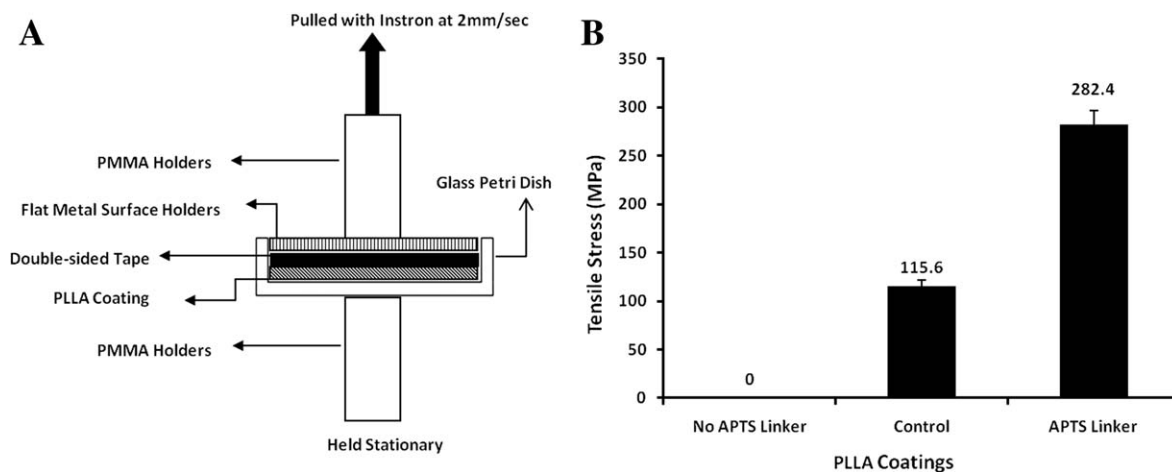 A
Pulled with Instron at 2mm/sec
PMMA Holders
Glass Petri Dish
Flat Metal Surface Holders
Double-sided Tape
PLLA Coating
PMMA Holders
Held Stationary
B
Tensile Stress (MPa)
350
300
250
200
150
100
50
0
0
115.6
282.4
No APTS Linker
Control
APTS Linker
PLLA Coatings